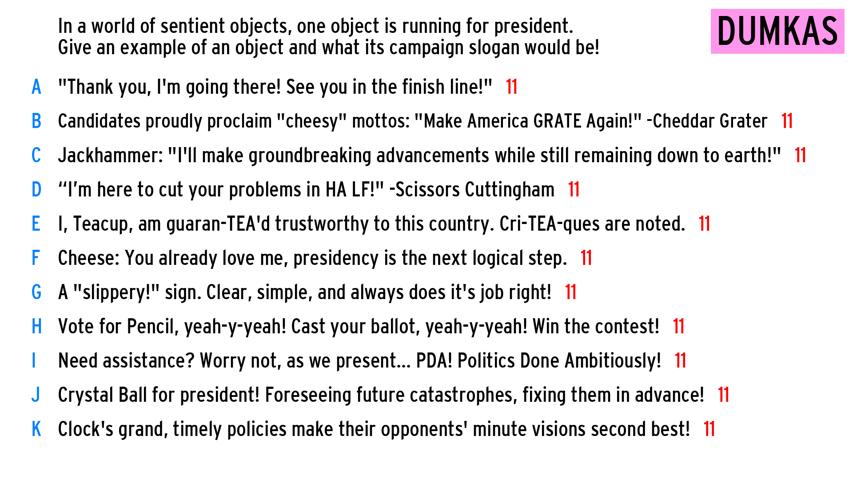 In a world of sentient objects, one object is running for president.
Give an example of an object and what its campaign slogan would be!
DUMKAS
A "Thank you, I'm going there! See you in the finish line!" 11
B Candidates proudly proclaim "cheesy" mottos: "Make America GRATE Again!" -Cheddar Grater 11
C Jackhammer: "I'll make groundbreaking advancements while still remaining down to earth!" 11
D “I’m here to cut your problems in HA LF!" -Scissors Cuttingham 11
E I, Teacup, am guaran-TEA'd trustworthy to this country. Cri-TEA-ques are noted. 11
F Cheese: You already love me, presidency is the next logical step. 11
G A "slippery!" sign. Clear, simple, and always does it's job right! 11
H Vote for Pencil, yeah-y-yeah! Cast your ballot, yeah-y-yeah! Win the contest! 11
I Need assistance? Worry not, as we present... PDA! Politics Done Ambitiously! 11
J Crystal Ball for president! Foreseeing future catastrophes, fixing them in advance! 11
K Clock's grand, timely policies make their opponents' minute visions second best! 11